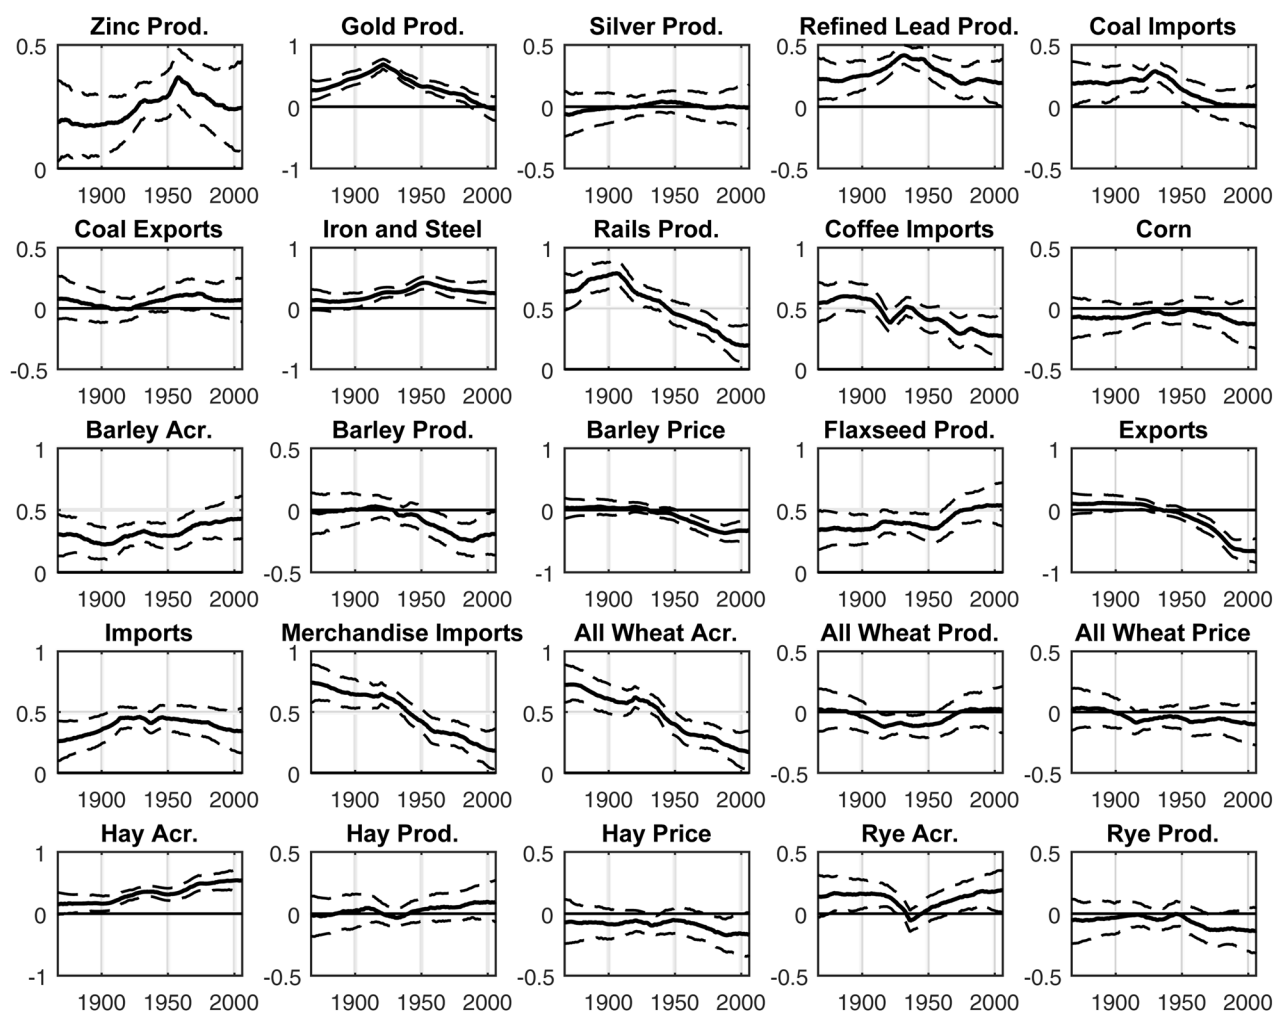 Zinc Prod. Gold Prod. Silver Prod. Refined Lead Prod. Coal Imports
0.5 1 0.5 0.5 0.5
0 0 0 0
0 -1 -0.5 -0.5 -0.5
1900 1950 2000 1900 1950 2000 1900 1950 2000 1900 1950 2000 1900 1950 2000
Coal Exports Iron and Steel Rails Prod. Coffee Imports Corn
0.5 1 1 1 0.5
0 0 0.5 0.5 0
-0.5 -1 0 0 -0.5
1900 1950 2000 1900 1950 2000 1900 1950 2000 1900 1950 2000 1900 1950 2000
Barley Acr. Barley Prod. Barley Price Flaxseed Prod. Exports
1 0.5 1 1 1
0.5 0 0 0.5 0
0 -0.5 -1 0 -1
1900 1950 2000 1900 1950 2000 1900 1950 2000 1900 1950 2000 1900 1950 2000
Imports Merchandise Imports All Wheat Acr. All Wheat Prod. All Wheat Price
1 1 1 0.5 0.5
0.5 0.5 0.5 0 0
0 0 0 -0.5 -0.5
1900 1950 2000 1900 1950 2000 1900 1950 2000 1900 1950 2000 1900 1950 2000
Hay Acr. Hay Prod. Hay Price Rye Acr. Rye Prod.
1 0.5 0.5 0.5 0.5
0 0 0 0 0
-1 -0.5 -0.5 -0.5 -0.5
1900 1950 2000 1900 1950 2000 1900 1950 2000 1900 1950 2000 1900 1950 2000